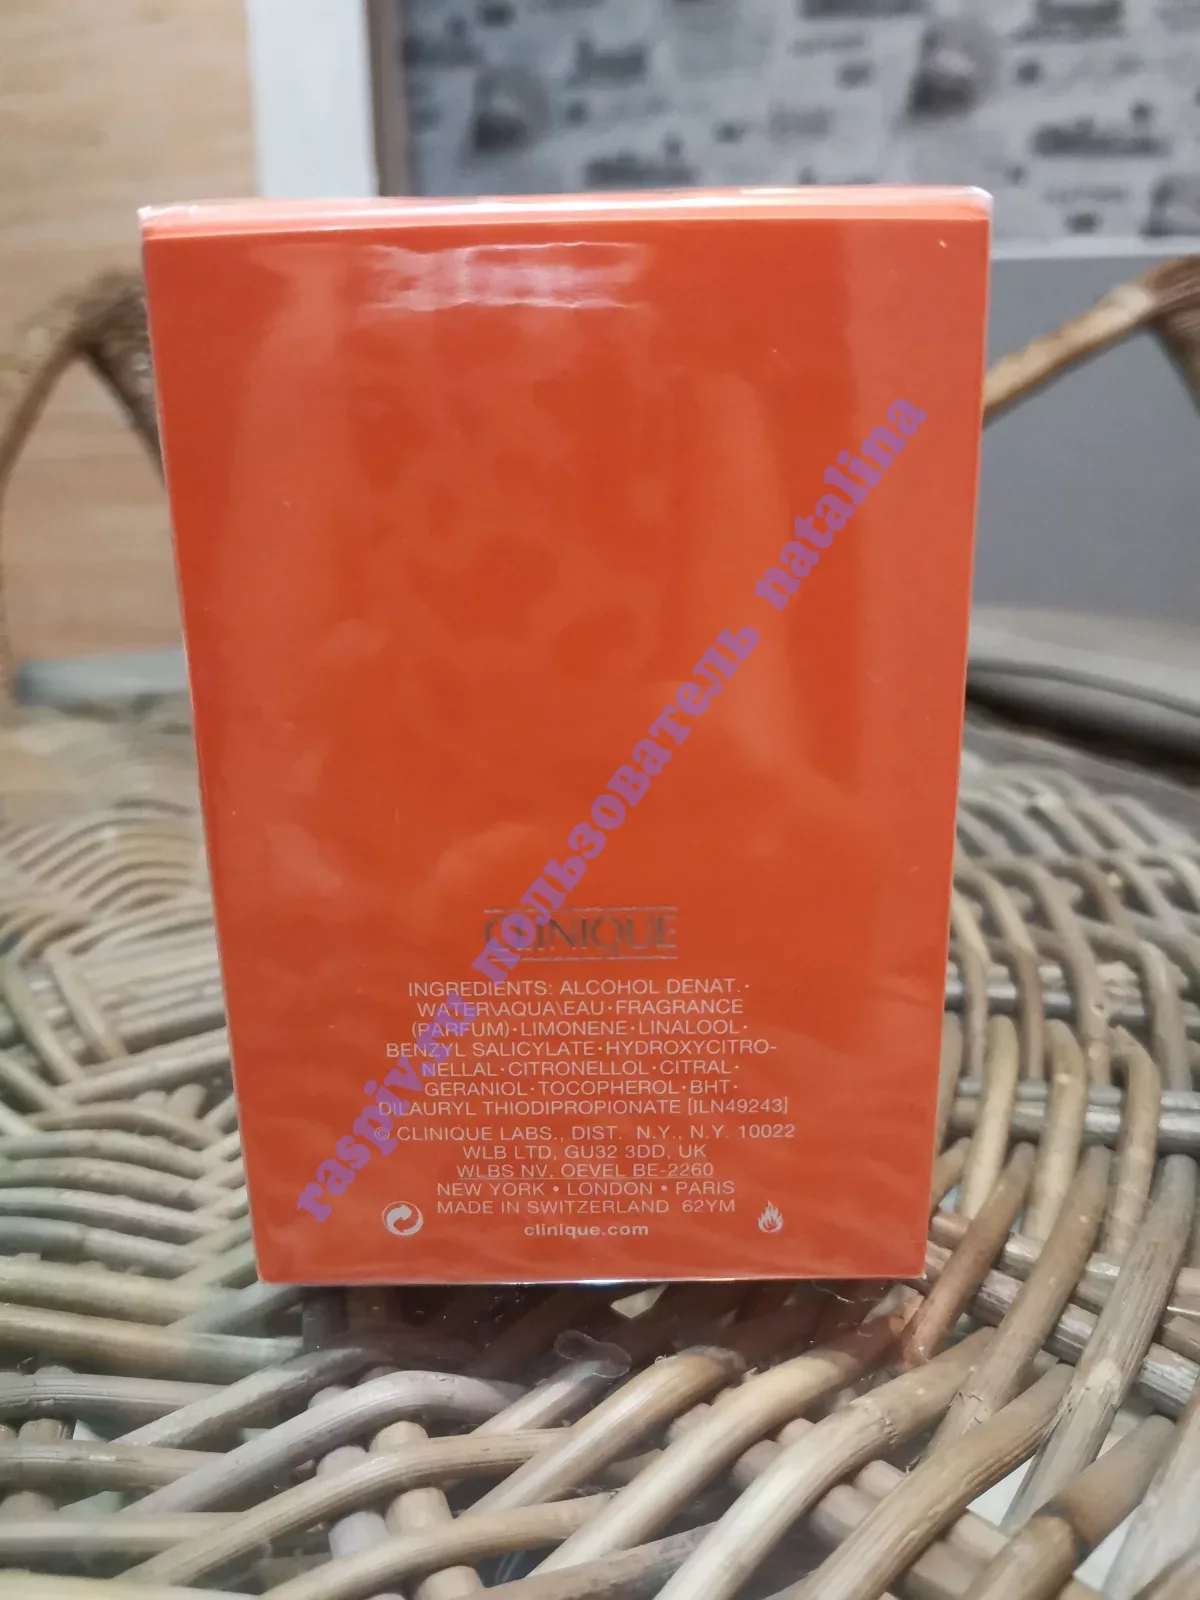 CLINIQUE
INGREDIENTS: ALCOHOL DENAT.·
WATER\AQUA\EAU·FRAGRANCE
(PARFUM)·LIMONENE·LINALOOL·
BENZYL SALICYLATE·HYDROXYCITRO-
NELLAL·CITRONELLOL·CITRAL·
GERANIOL·TOCOPHEROL·BHT·
DILAURYL THIODIPROPIONATE [ILN49243]
© CLINIQUE LABS., DIST. N.Y., N.Y. 10022
WLB LTD, GU32 3DD, UK
WLBS NV. OEVEL BE-2260
NEW YORK • LONDON • PARIS
MADE IN SWITZERLAND 62YM
clinique.com
raspiv.ru пользователь natalina